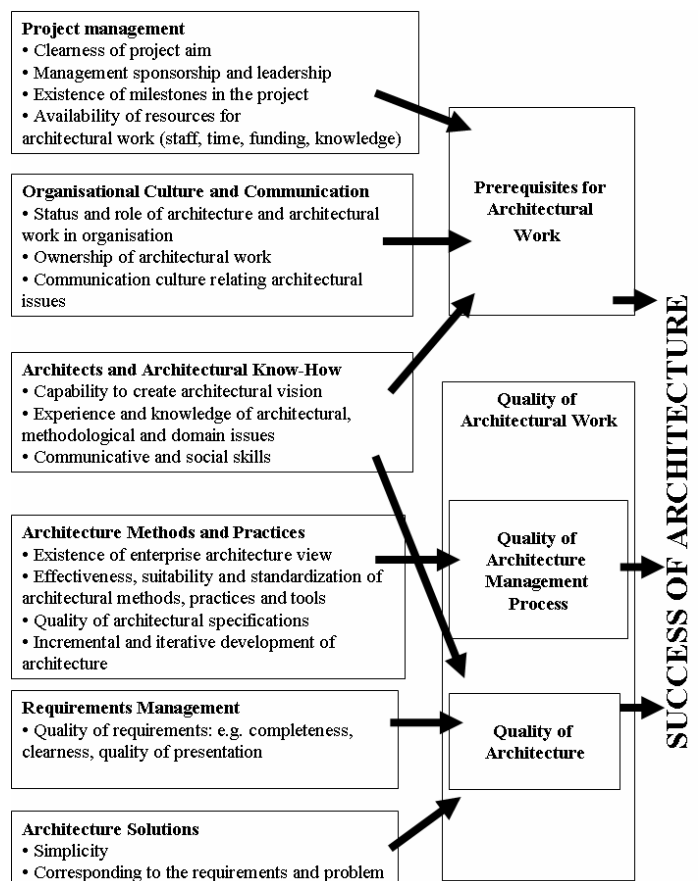 Project management
• Clearness of project aim
• Management sponsorship and leadership
• Existence of milestones in the project
• Availability of resources for
architectural work (staff, time, funding, knowledge)
Organisational Culture and Communication
• Status and role of architecture and architectural
work in organisation
• Ownership of architectural work
• Communication culture relating architectural
issues
Architects and Architectural Know-How
• Capability to create architectural vision
• Experience and knowledge of architectural,
methodological and domain issues
• Communicative and social skills
Architecture Methods and Practices
• Existence of enterprise architecture view
• Effectiveness, suitability and standardization of
architectural methods, practices and tools
• Quality of architectural specifications
• Incremental and iterative development of
architecture
Requirements Management
• Quality of requirements: e.g. completeness,
clearness, quality of presentation
Architecture Solutions
• Simplicity
• Corresponding to the requirements and problem
Prerequisites for
Architectural
Work
Quality of
Architectural Work
Quality of
Architecture
Management
Process
Quality of
Architecture
SUCCESS OF ARCHITECTURE